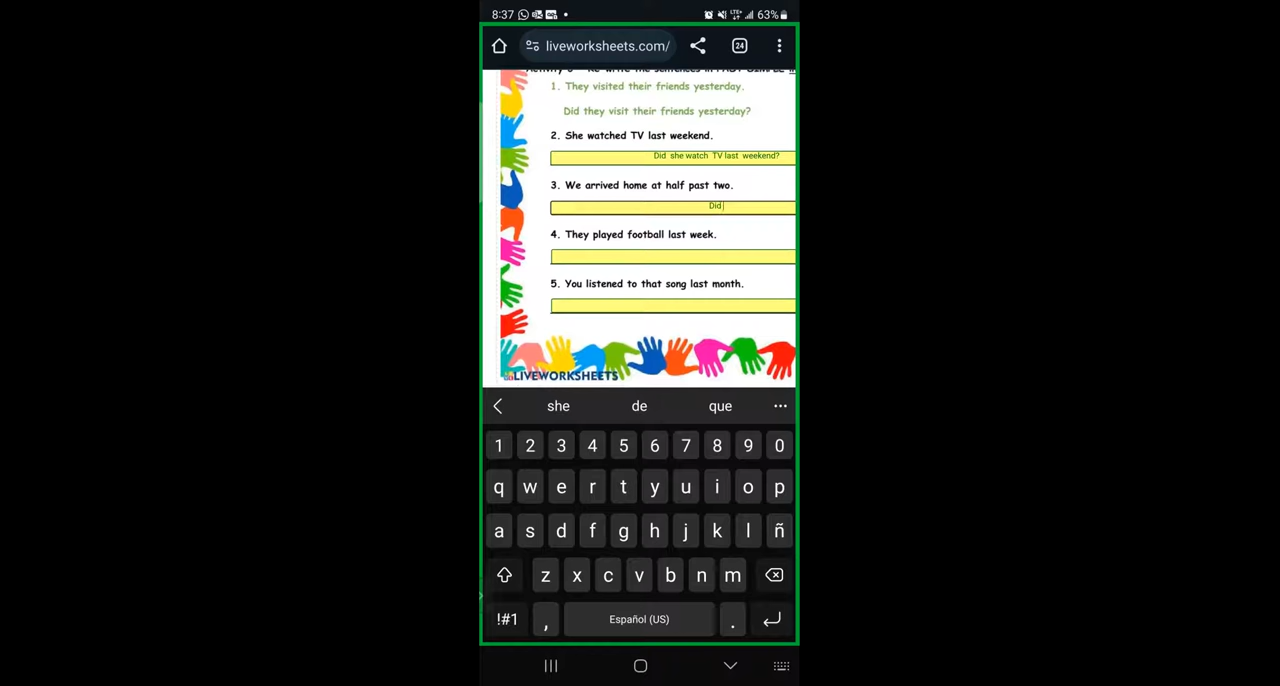 8:37 LTE+ 63%
liveworksheets.com/ 24
1. They visited their friends yesterday.
Did they visit their friends yesterday?
2. She watched TV last weekend.
Did she watch TV last weekend?
3. We arrived home at half past two.
Did
4. They played football last week.
5. You listened to that song last month.
LIVEWORKSHEETS
she de que
1 2 3 4 5 6 7 8 9 0
q w e r t y u i o p
a s d f g h j k l ñ
z x c v b n m
!#1 , Español (US) .